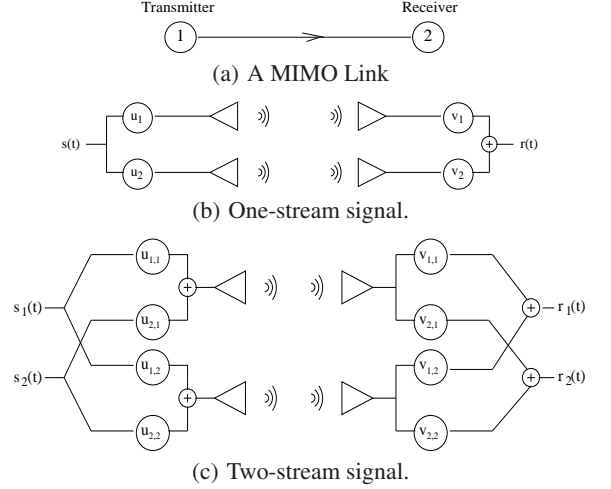 Transmitter Receiver
1 2
(a) A MIMO Link
u1 v1
s(t) + r(t)
u2 v2
(b) One-stream signal.
u1,1 v1,1
+
s1(t) + r1(t)
u2,1 v2,1
u1,2 v1,2
s2(t) + r2(t)
+
u2,2 v2,2
(c) Two-stream signal.